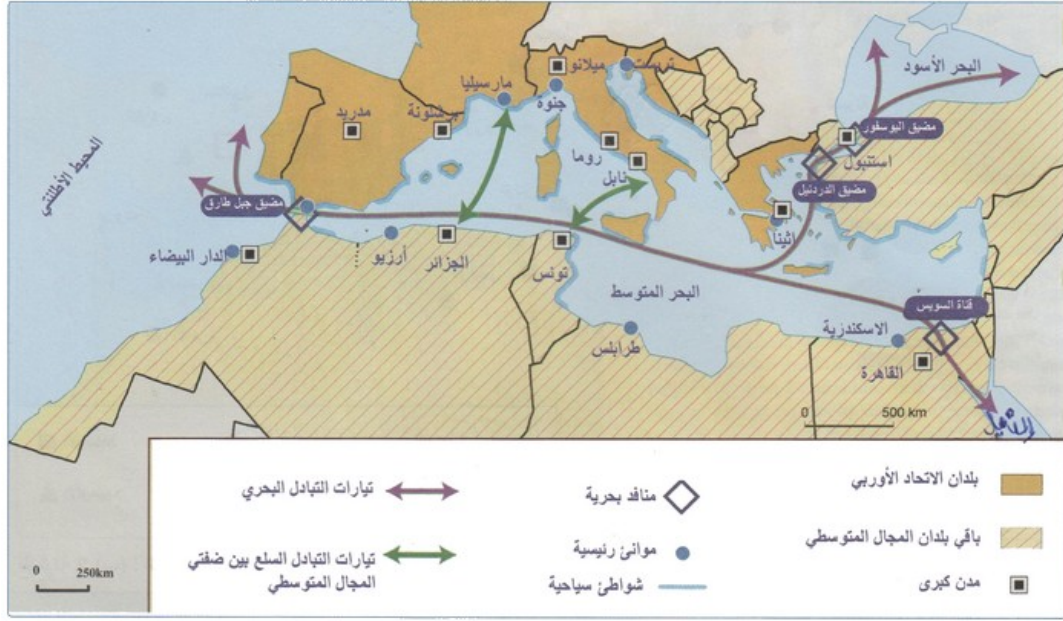 البحر الأسود
تريست
ميلانو
مارسيليا
جنوة
برشلونة
مدريد
مضيق البوسفور
استنبول
روما
نابل
المحيط الأطلنتي
مضيق جبل طارق
مضيق الدردنيل
اثينا
الدار البيضاء
أرزيو
الجزائر
تونس
البحر المتوسط
قناة السويس
طرابلس
الاسكندرية
القاهرة
0 500 km
بلدان الاتحاد الأوربي
منافد بحرية
تيارات التبادل البحري
باقي بلدان المجال المتوسطي
موانئ رئيسية
تيارات التبادل السلع بين ضفتي
المجال المتوسطي
مدن كبرى
شواطئ سياحية
0 250km